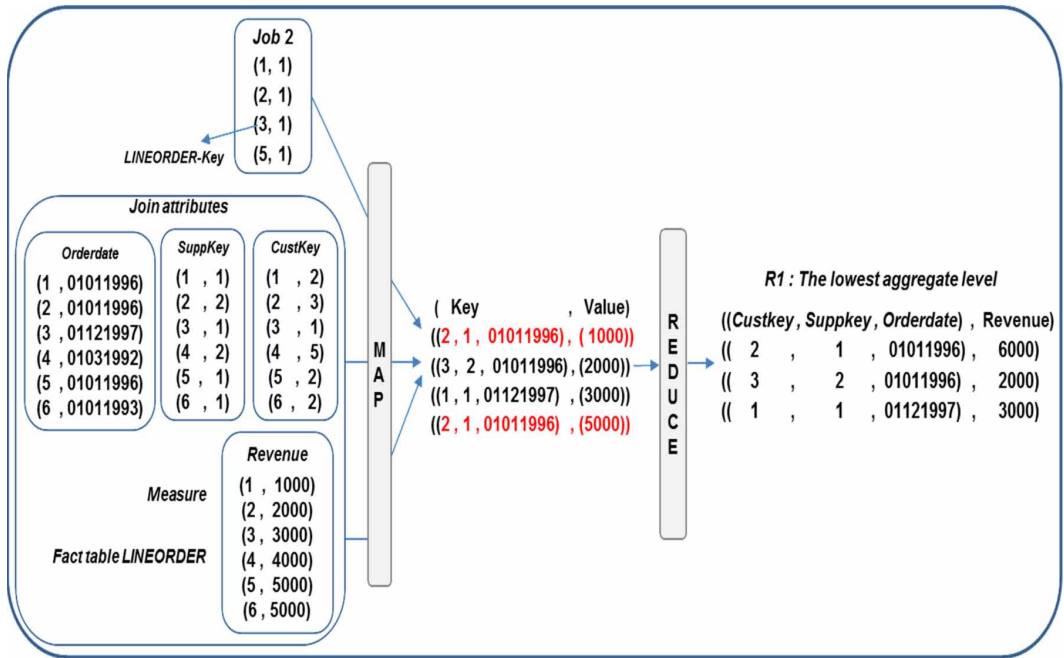 Job 2
(1, 1)
(2, 1)
(3, 1)
(5, 1)
LINEORDER-Key
Join attributes
Orderdate
(1 , 01011996)
(2 , 01011996)
(3 , 01121997)
(4 , 01031992)
(5 , 01011996)
(6 , 01011993)
SuppKey
(1 , 1)
(2 , 2)
(3 , 1)
(4 , 2)
(5 , 1)
(6 , 1)
CustKey
(1 , 2)
(2 , 3)
(3 , 1)
(4 , 5)
(5 , 2)
(6 , 2)
Measure
Fact table LINEORDER
Revenue
(1 , 1000)
(2 , 2000)
(3 , 3000)
(4 , 4000)
(5 , 5000)
(6 , 5000)
MAP
( Key , Value)
((2, 1, 01011996), ( 1000))
((3, 2, 01011996), (2000))
((1, 1, 01121997) , (3000))
((2 , 1, 01011996) , (5000))
REDUCE
R1 : The lowest aggregate level
((Custkey , Suppkey, Orderdate) , Revenue)
(( 2 , 1 , 01011996), 6000)
(( 3 , 2 , 01011996) , 2000)
(( 1 , 1 , 01121997) , 3000)